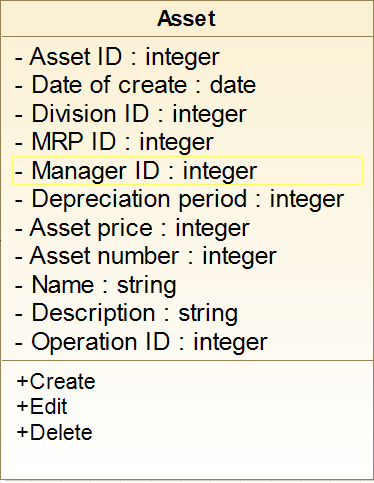 Asset
- Asset ID : integer
- Date of create : date
- Division ID : integer
- MRP ID : integer
- Manager ID : integer
- Depreciation period : integer
- Asset price : integer
- Asset number : integer
- Name : string
- Description : string
- Operation ID : integer
+Create
+Edit
+Delete